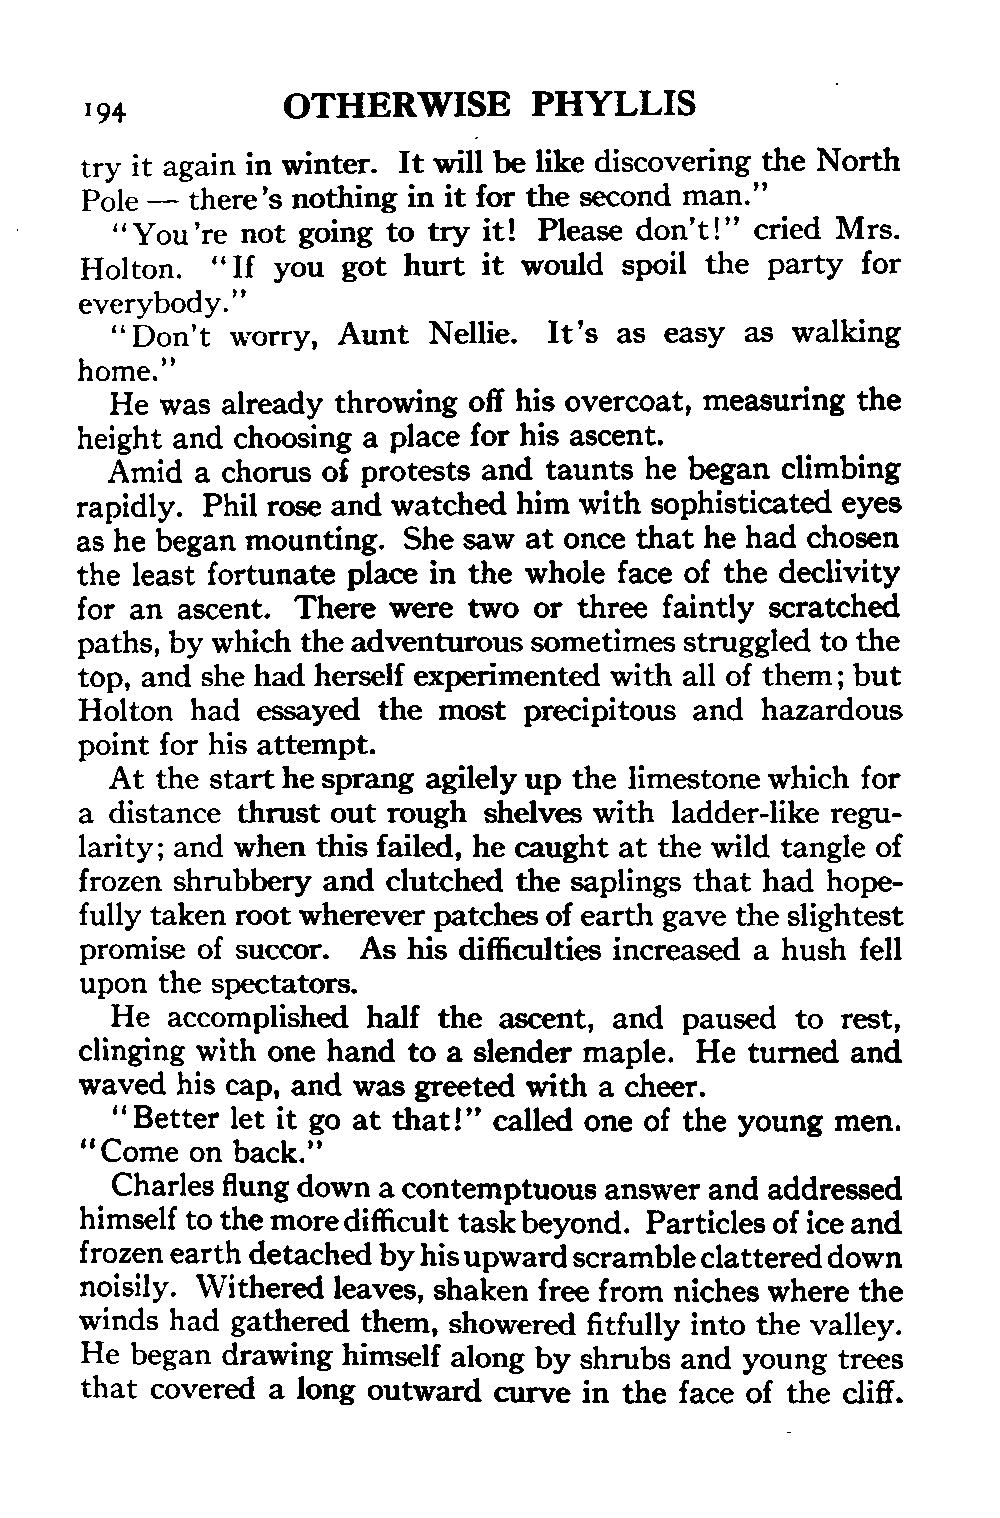 194 OTHERWISE PHYLLIS
try it again in winter. It will be like discovering the North
Pole — there's nothing in it for the second man."
"You're not going to try it! Please don't!" cried Mrs.
Holton. "If you got hurt it would spoil the party for
everybody."
"Don't worry, Aunt Nellie. It's as easy as walking
home."
He was already throwing off his overcoat, measuring the
height and choosing a place for his ascent.
Amid a chorus of protests and taunts he began climbing
rapidly. Phil rose and watched him with sophisticated eyes
as he began mounting. She saw at once that he had chosen
the least fortunate place in the whole face of the declivity
for an ascent. There were two or three faintly scratched
paths, by which the adventurous sometimes struggled to the
top, and she had herself experimented with all of them; but
Holton had essayed the most precipitous and hazardous
point for his attempt.
At the start he sprang agilely up the limestone which for
a distance thrust out rough shelves with ladder-like regu-
larity; and when this failed, he caught at the wild tangle of
frozen shrubbery and clutched the saplings that had hope-
fully taken root wherever patches of earth gave the slightest
promise of succor. As his difficulties increased a hush fell
upon the spectators.
He accomplished half the ascent, and paused to rest,
clinging with one hand to a slender maple. He turned and
waved his cap, and was greeted with a cheer.
"Better let it go at that!" called one of the young men.
"Come on back."
Charles flung down a contemptuous answer and addressed
himself to the more difficult task beyond. Particles of ice and
frozen earth detached by his upward scramble clattered down
noisily. Withered leaves, shaken free from niches where the
winds had gathered them, showered fitfully into the valley.
He began drawing himself along by shrubs and young trees
that covered a long outward curve in the face of the cliff.